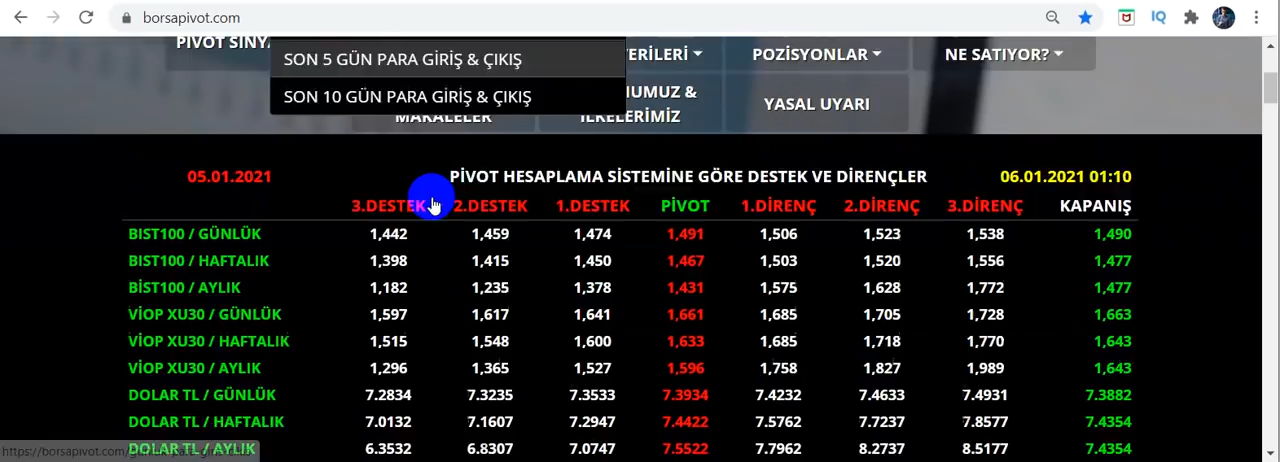 borsapivot.com
PİVOT SİNYA
SON 5 GÜN PARA GİRİŞ & ÇIKIŞ
SON 10 GÜN PARA GİRİŞ & ÇIKIŞ
VERİLERİ
POZİSYONLAR
NE SATIYOR?
MAKALELER
UMUZ &
İLKELERİMİZ
YASAL UYARI
05.01.2021 PİVOT HESAPLAMA SİSTEMİNE GÖRE DESTEK VE DİRENÇLER 06.01.2021 01:10
3.DESTEK 2.DESTEK 1.DESTEK PİVOT 1.DİRENÇ 2.DİRENÇ 3.DİRENÇ KAPANIŞ
BIST100 / GÜNLÜK 1,442 1,459 1,474 1,491 1,506 1,523 1,538 1,490
BIST100 / HAFTALIK 1,398 1,415 1,450 1,467 1,503 1,520 1,556 1,477
BİST100 / AYLIK 1,182 1,235 1,378 1,431 1,575 1,628 1,772 1,477
VİOP XU30 / GÜNLÜK 1,597 1,617 1,641 1,661 1,685 1,705 1,728 1,663
VİOP XU30 / HAFTALIK 1,515 1,548 1,600 1,633 1,685 1,718 1,770 1,643
VİOP XU30 / AYLIK 1,296 1,365 1,527 1,596 1,758 1,827 1,989 1,643
DOLAR TL / GÜNLÜK 7.2834 7.3235 7.3533 7.3934 7.4232 7.4633 7.4931 7.3882
DOLAR TL / HAFTALIK 7.0132 7.1607 7.2947 7.4422 7.5762 7.7237 7.8577 7.4354
DOLAR TL / AYLIK 6.3532 6.8307 7.0747 7.5522 7.7962 8.2737 8.5177 7.4354